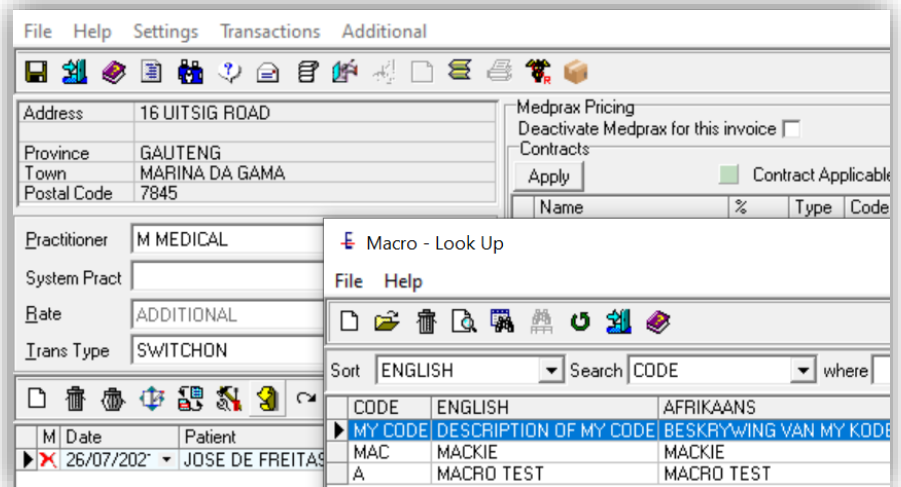 File Help Settings Transactions Additional
Address 16 UITSIG ROAD
Province GAUTENG
Town MARINA DA GAMA
Postal Code 7845
Medprax Pricing
Deactivate Medprax for this invoice
Contracts
Apply Contract Applicable
Name % Type Code
Practitioner M MEDICAL
System Pract
Rate ADDITIONAL
Trans Type SWITCHON
M Date Patient
26/07/202 JOSE DE FREITAS
Macro - Look Up
File Help
Sort ENGLISH Search CODE where
CODE ENGLISH AFRIKAANS
MY CODE DESCRIPTION OF MY CODE BESKRYWING VAN MY KODE
MAC MACKIE MACKIE
A MACRO TEST MACRO TEST